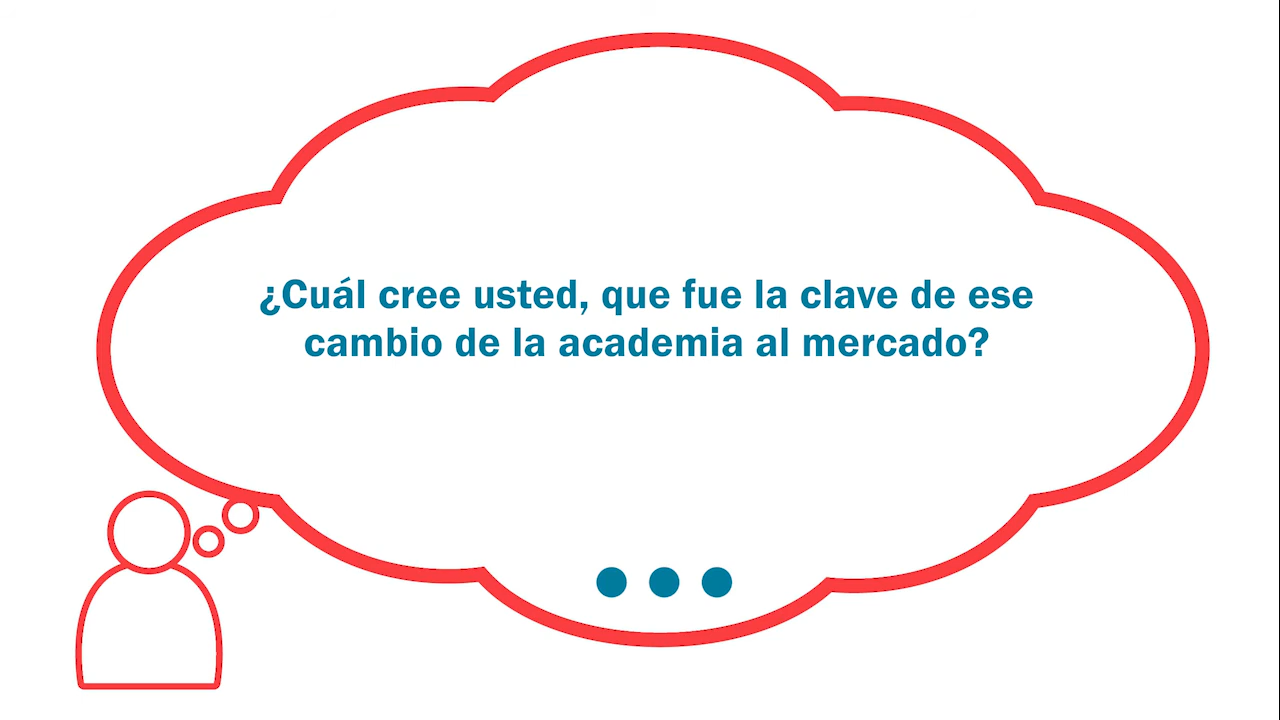 ¿Cuál cree usted, que fue la clave de ese
cambio de la academia al mercado?